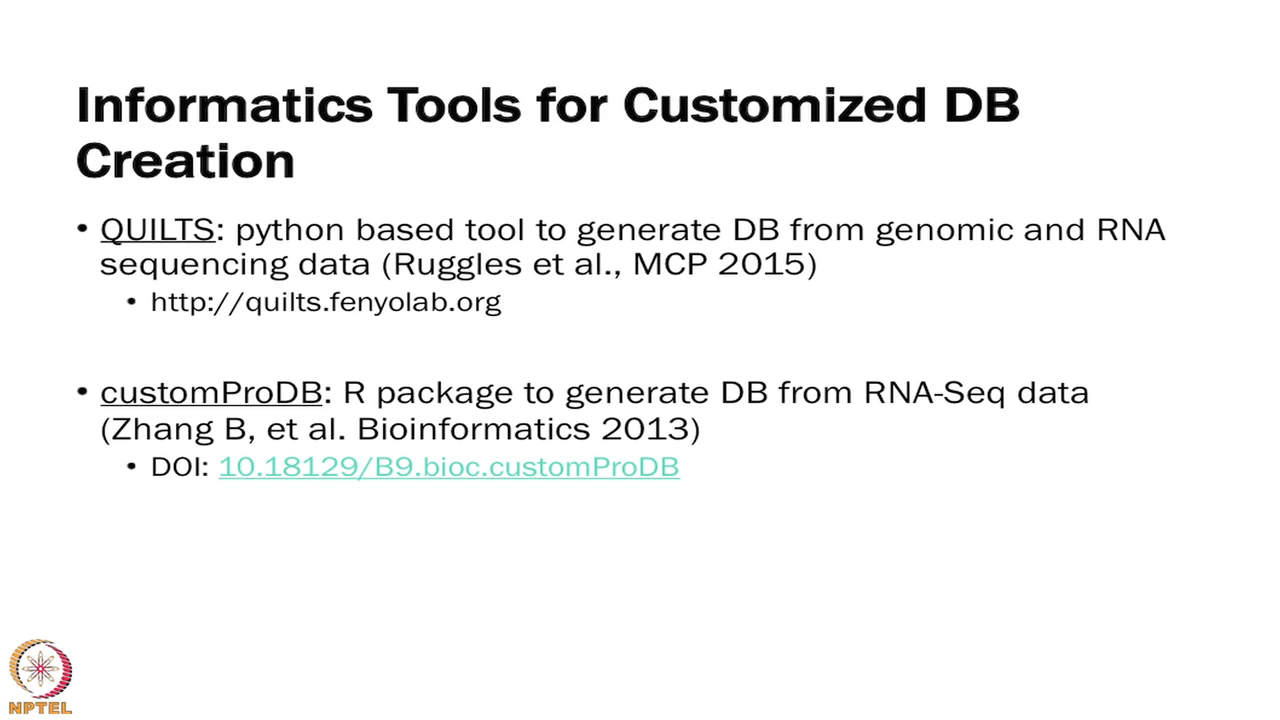 Informatics Tools for Customized DB
Creation
• QUILTS: python based tool to generate DB from genomic and RNA
sequencing data (Ruggles et al., MCP 2015)
• http://quilts.fenyolab.org
• customProDB: R package to generate DB from RNA-Seq data
(Zhang B, et al. Bioinformatics 2013)
• DOI: 10.18129/B9.bioc.customProDB
NPTEL